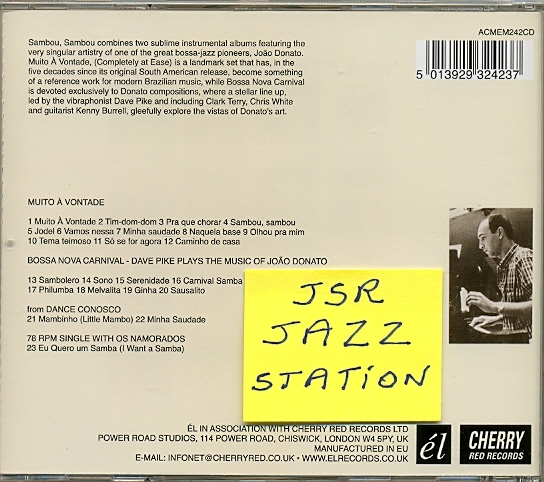 ACMEM242CD
Sambou, Sambou combines two sublime instrumental albums featuring the
very singular artistry of one of the great bossa-jazz pioneers, João Donato.
Muito À Vontade, (Completely at Ease) is a landmark set that has, in
the five decades since its original South American release, become something
of a reference work for modern Brazilian music, while Bossa Nova Carnival
is devoted exclusively to Donato compositions, where a stellar line up,
led by the vibraphonist Dave Pike and including Clark Terry, Chris White
and guitarist Kenny Burrell, gleefully explore the vistas of Donato's art.
5 013929 324237
MUITO À VONTADE
1 Muito À Vontade 2 Tim-dom-dom 3 Pra que chorar 4 Sambou, sambou
5 Jodel 6 Vamos nessa 7 Minha saudade 8 Naquela base 9 Olhou pra mim
10 Tema teimoso 11 Só se for agora 12 Caminho de casa
BOSSA NOVA CARNIVAL - DAVE PIKE PLAYS THE MUSIC OF JOÃO DONATO
13 Sambolero 14 Sono 15 Serenidade 16 Carnival Samba
17 Philumba 18 Melvalita 19 Ginha 20 Sausalito
from DANCE CONOSCO
21 Mambinho (Little Mambo) 22 Minha Saudade
78 RPM SINGLE WITH OS NAMORADOS
23 Eu Quero um Samba (I Want a Samba)
JSR
JAZZ
STATION
ÉL IN ASSOCIATION WITH CHERRY RED RECORDS LTD
POWER ROAD STUDIOS, 114 POWER ROAD, CHISWICK, LONDON W4 5PY, UK
MANUFACTURED IN EU
E-MAIL: INFONET@CHERRYRED.CO.UK • WWW.ELRECORDS.CO.UK
él
CHERRY
RED RECORDS